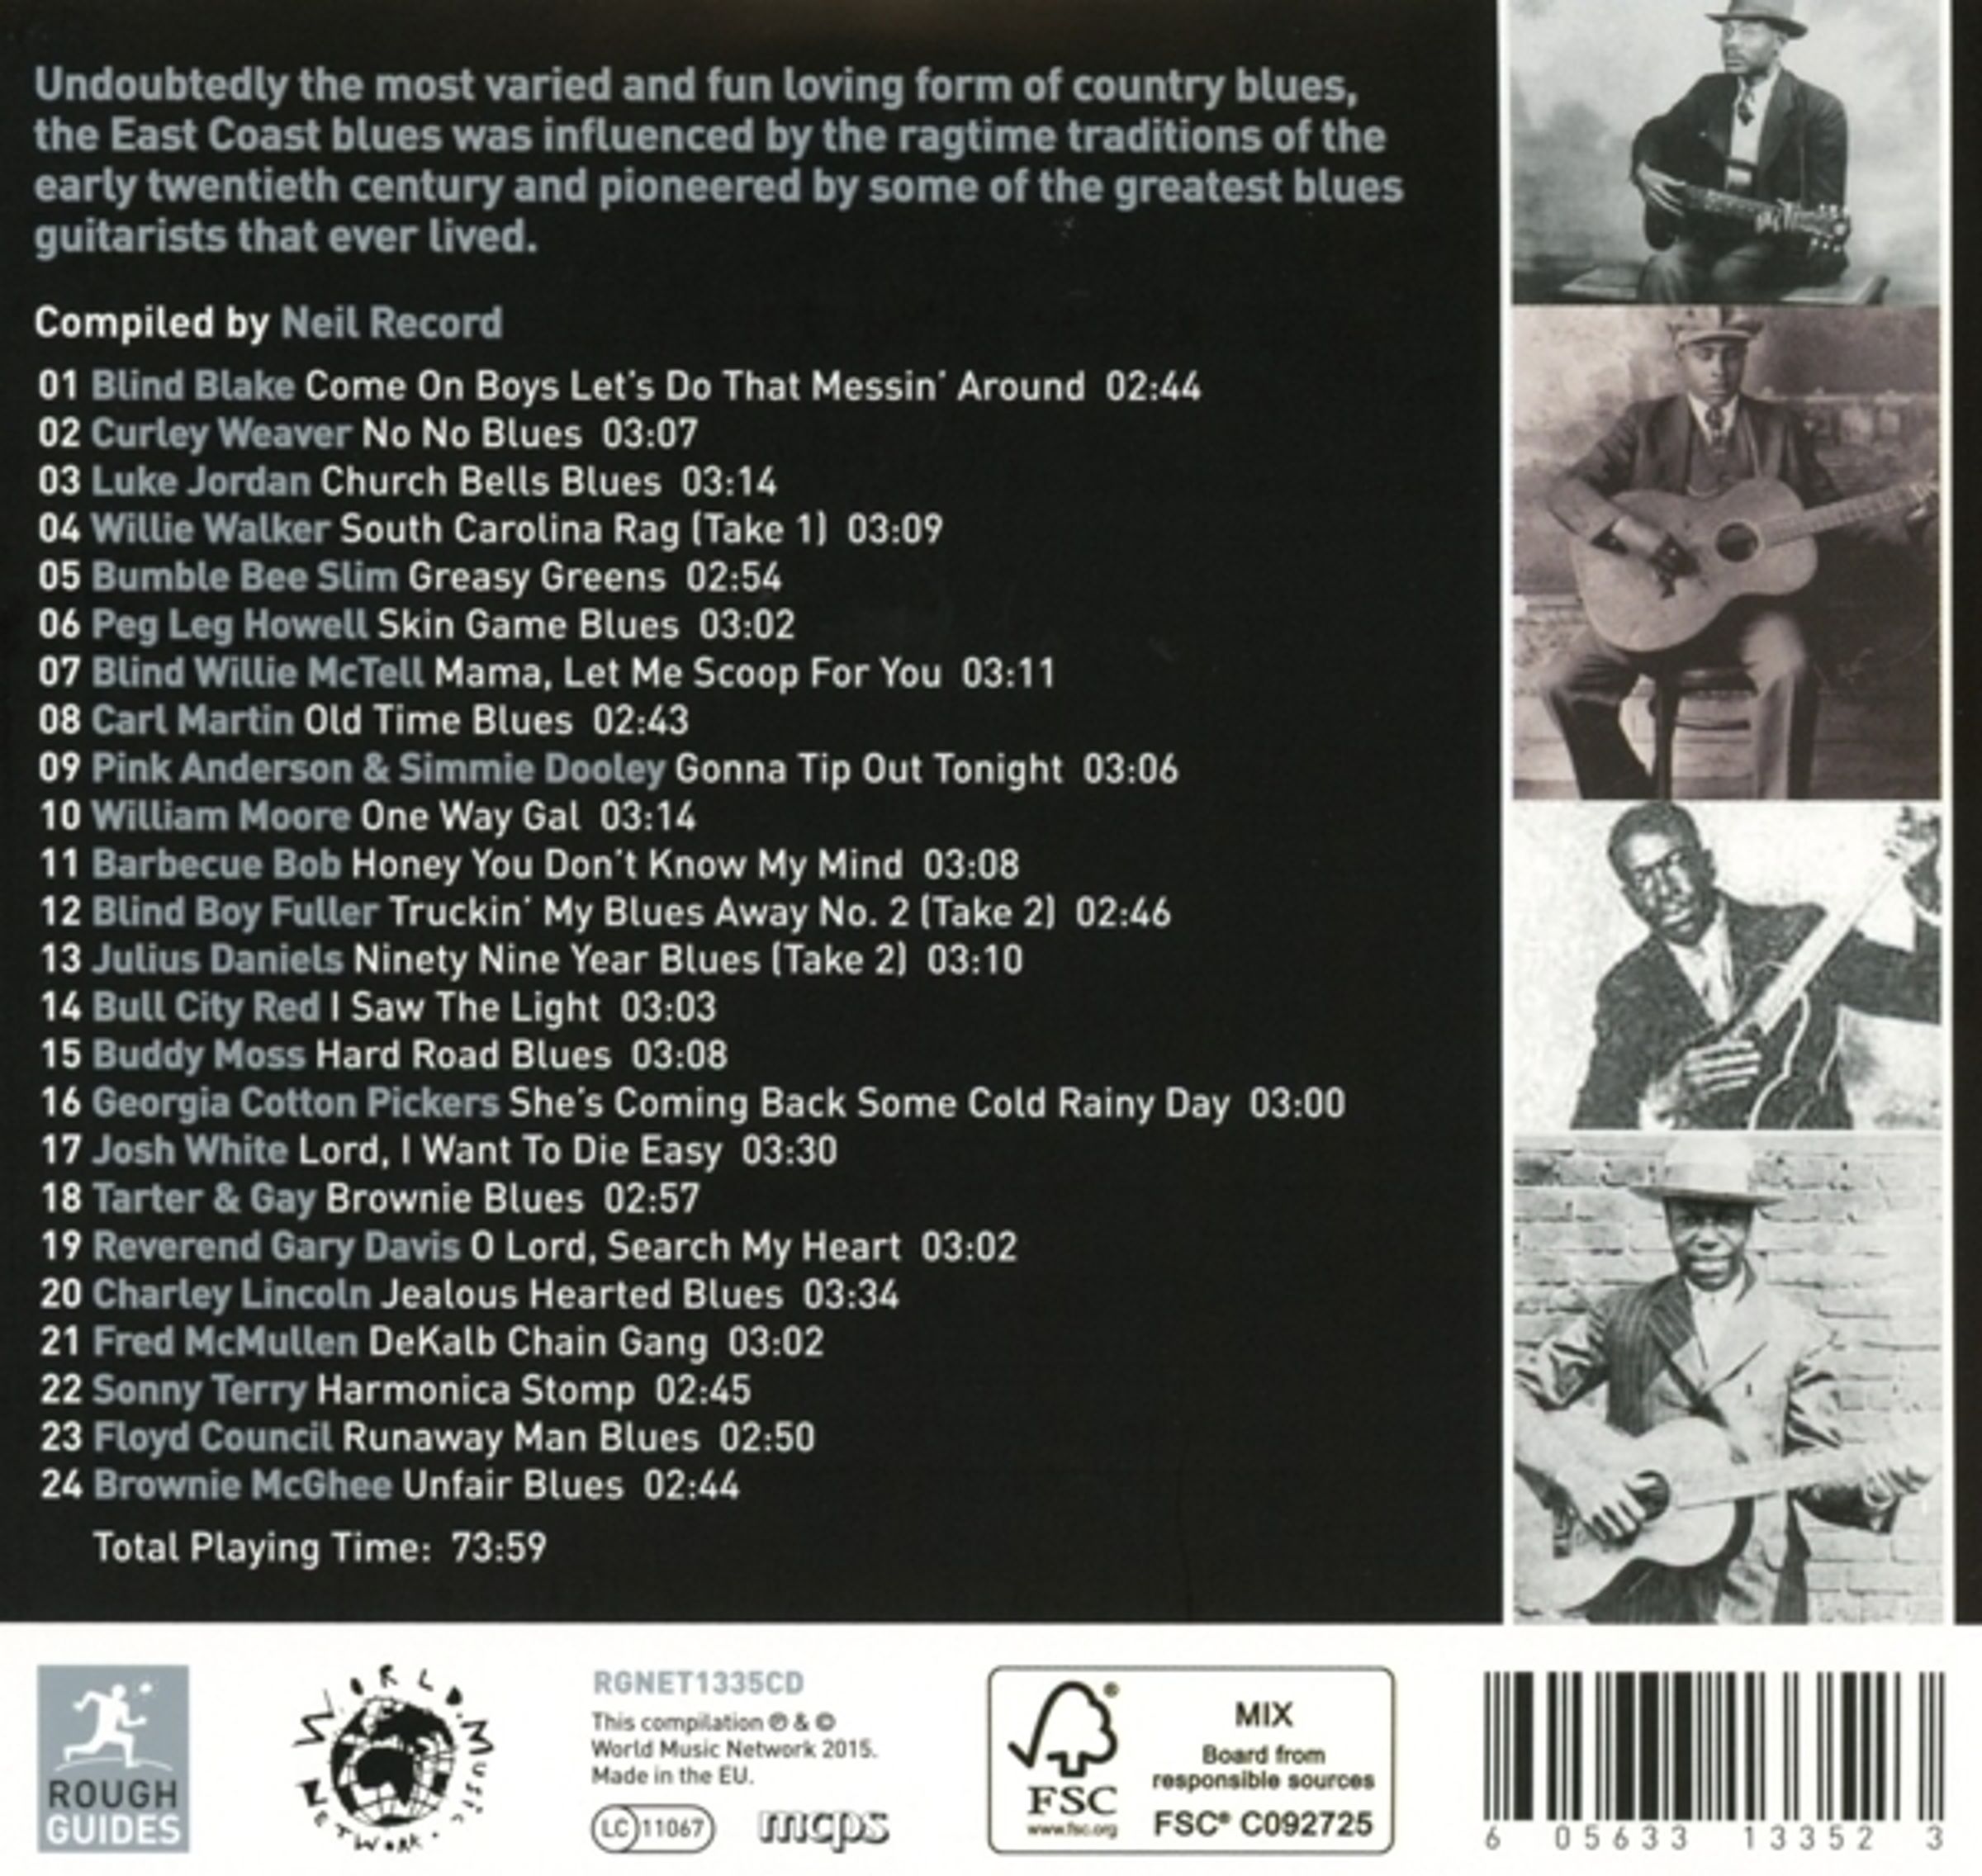 Undoubtedly the most varied and fun loving form of country blues,
the East Coast blues was influenced by the ragtime traditions of the
early twentieth century and pioneered by some of the greatest blues
guitarists that ever lived.
Compiled by Neil Record
01 Blind Blake Come On Boys Let's Do That Messin' Around 02:44
02 Curley Weaver No No Blues 03:07
03 Luke Jordan Church Bells Blues 03:14
04 Willie Walker South Carolina Rag (Take 1) 03:09
05 Bumble Bee Slim Greasy Greens 02:54
06 Peg Leg Howell Skin Game Blues 03:02
07 Blind Willie McTell Mama, Let Me Scoop For You 03:11
08 Carl Martin Old Time Blues 02:43
09 Pink Anderson & Simmie Dooley Gonna Tip Out Tonight 03:06
10 William Moore One Way Gal 03:14
11 Barbecue Bob Honey You Don't Know My Mind 03:08
12 Blind Boy Fuller Truckin' My Blues Away No. 2 (Take 2) 02:46
13 Julius Daniels Ninety Nine Year Blues (Take 2) 03:10
14 Bull City Red I Saw The Light 03:03
15 Buddy Moss Hard Road Blues 03:08
16 Georgia Cotton Pickers She's Coming Back Some Cold Rainy Day 03:00
17 Josh White Lord, I Want To Die Easy 03:30
18 Tarter & Gay Brownie Blues 02:57
19 Reverend Gary Davis O Lord, Search My Heart 03:02
20 Charley Lincoln Jealous Hearted Blues 03:34
21 Fred McMullen DeKalb Chain Gang 03:02
22 Sonny Terry Harmonica Stomp 02:45
23 Floyd Council Runaway Man Blues 02:50
24 Brownie McGhee Unfair Blues 02:44
Total Playing Time: 73:59
ROUGH
GUIDES
WORLD MUSIC NETWORK
RGNET1335CD
This compilation ℗ & ©
World Music Network 2015.
Made in the EU.
LC 11067
mcps
FSC
www.fsc.org
MIX
Board from
responsible sources
FSC® C092725
6 05633 13352 3